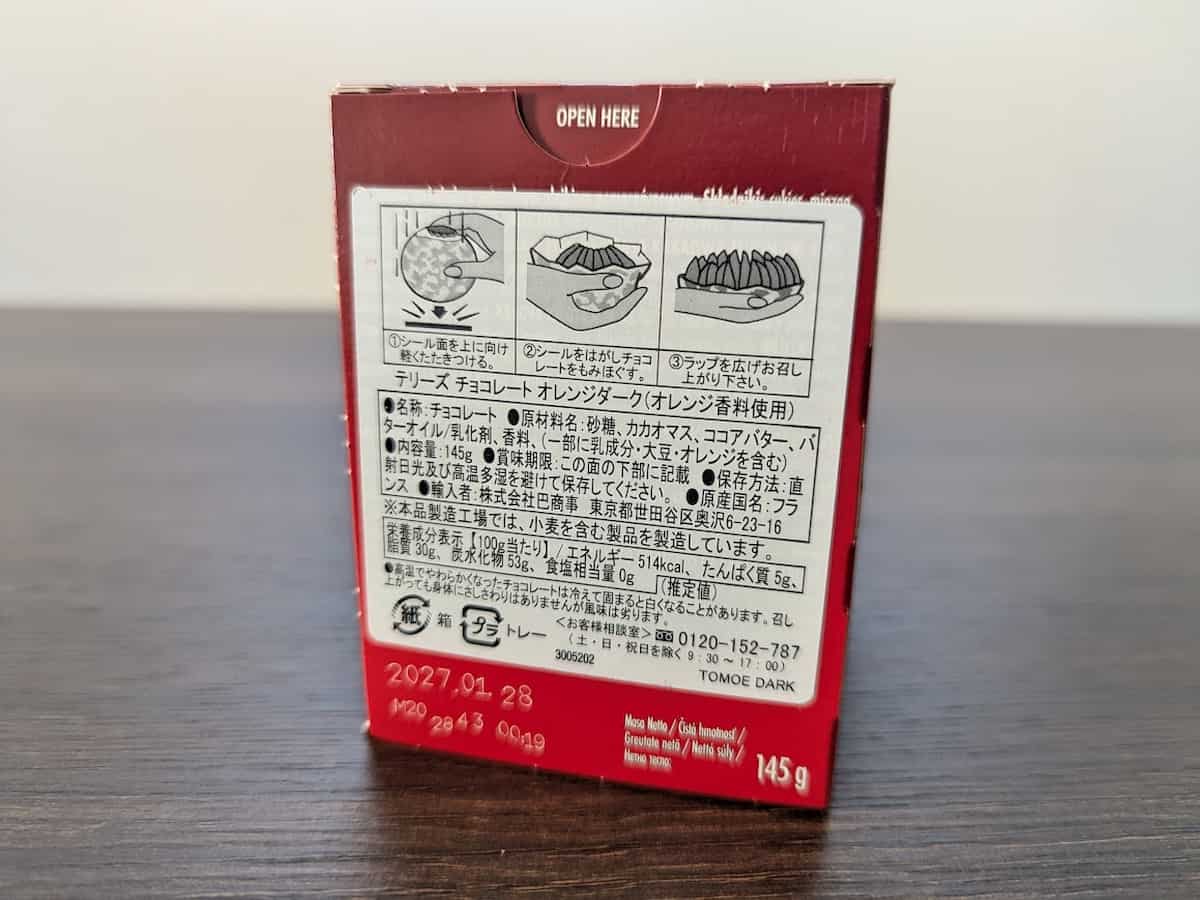 OPEN HERE
Składniki: cukier, miazga
①シール面を上に向け
軽くたたきつける。
②シールをはがしチョコ
レートをもみほぐす。
③ラップを広げお召し
上がり下さい。
テリーズ チョコレート オレンジダーク(オレンジ香料使用)
●名称:チョコレート ●原材料名:砂糖、カカオマス、ココアバター、バ
ターオイル/乳化剤、香料、(一部に乳成分・大豆・オレンジを含む)
●内容量:145g ●賞味期限:この面の下部に記載 ●保存方法:直
射日光及び高温多湿を避けて保存してください。 ●原産国名:フラ
ンス ●輸入者:株式会社巴商事 東京都世田谷区奥沢6-23-16
※本品製造工場では、小麦を含む製品を製造しています。
栄養成分表示【100g当たり】/エネルギー 514kcal、たんぱく質 5g、
脂質 30g、炭水化物 53g、食塩相当量 0g (推定値)
●高温でやわらかくなったチョコレートは冷えて固まると白くなることがあります。召し
上がっても身体にさしさわりはありませんが風味は劣ります。
紙 箱 プラ トレー
<お客様相談室> 0120-152-787
(土・日・祝日を除く 9:30～17:00)
3005202
TOMOE DARK
2027.01.28
M20 2843 00:19
Masa Netto / Čistá hmotnosť /
Greutate netă / Nettó súly /
Нетно тегло:
145 g